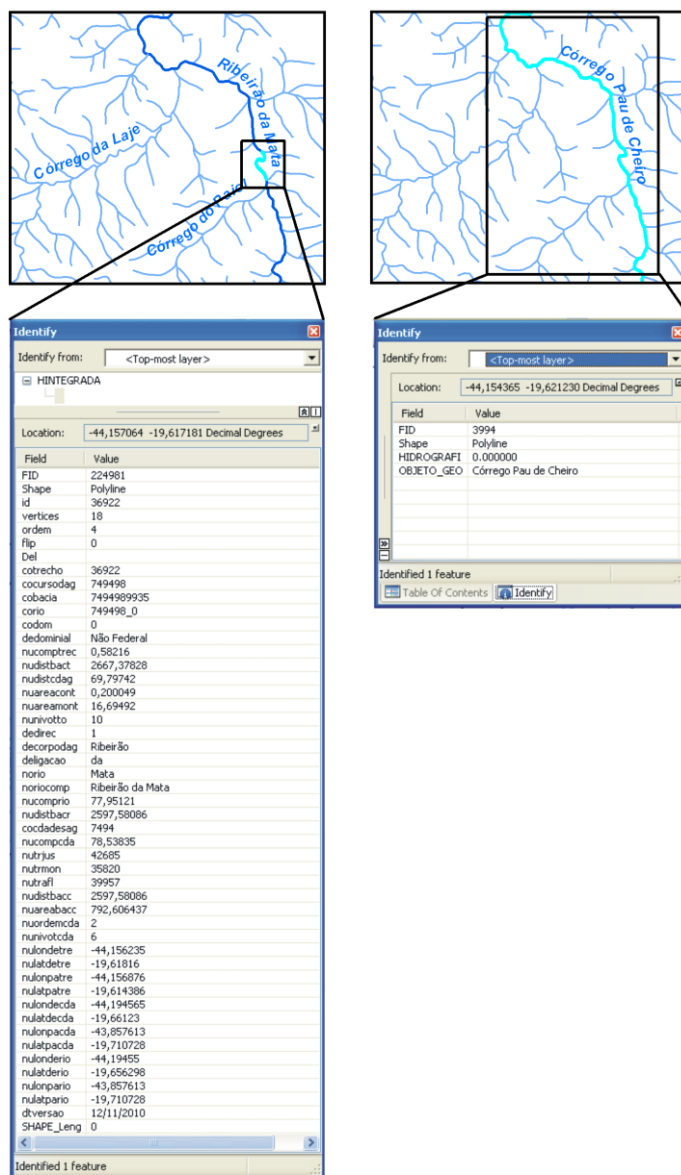 Ribeirão da Mata
Córrego da Laje
Córrego do
Córrego Pau de Cheiro
Identify
Identify from: <Top-most layer>
HINTEGRADA
Location: -44,157064 -19,617181 Decimal Degrees
Field Value
FID 224981
Shape Polyline
id 36922
vertices 18
ordem 4
flip 0
Del
cotrecho 36922
cocursodag 749498
cobacia 7494989935
corio 749498_0
codom 0
dedominial Não Federal
nucomptrec 0,58216
nudistbact 2667,37828
nudistcdag 69,79742
nuareacont 0,200049
nuareamont 16,69492
nunivotto 10
dedirec 1
decorpodag Ribeirão
deligacao da
norio Mata
noriocomp Ribeirão da Mata
nucomprio 77,95121
nudistbacr 2597,58086
cocdadesag 7494
nucompcda 78,53835
nutrjus 42685
nutrmon 35820
nutrafl 39957
nudistbacc 2597,58086
nuareabacc 792,606437
nuordemcda 2
nunivotcda 6
nulondetre -44,156235
nulatdetre -19,61816
nulonpatre -44,156876
nulatpatre -19,614386
nulondecda -44,194565
nulatdecda -19,66123
nulonpacda -43,857613
nulatpacda -19,710728
nulonderio -44,19455
nulatderio -19,656298
nulonpario -43,857613
nulatpario -19,710728
dtversao 12/11/2010
SHAPE_Leng 0
Identified 1 feature
Identify
Identify from: <Top-most layer>
Location: -44,154365 -19,621230 Decimal Degrees
Field Value
FID 3994
Shape Polyline
HIDROGRAFI 0.000000
OBJETO_GEO Córrego Pau de Cheiro
Identified 1 feature
Table Of Contents Identify